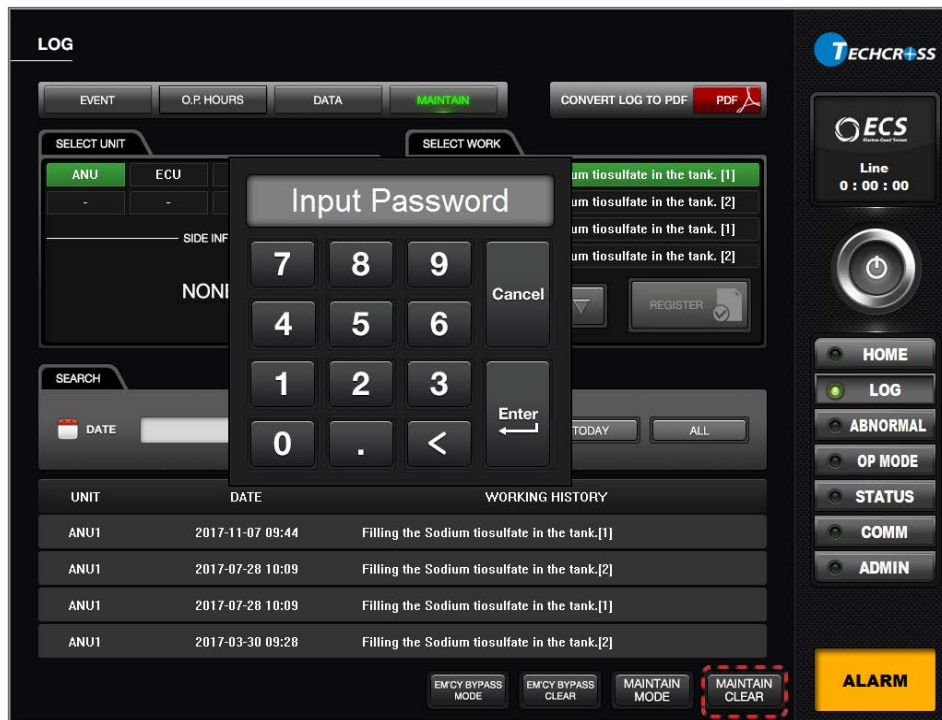 LOG
TECHCROSS
EVENT O.P. HOURS DATA MAINTAIN CONVERT LOG TO PDF PDF
ECS
Electro-Cleen System
SELECT UNIT SELECT WORK
Line
0 : 00 : 00
ANU ECU um tiosulfate in the tank. [1]
- - um tiosulfate in the tank. [2]
SIDE INF um tiosulfate in the tank. [1]
um tiosulfate in the tank. [2]
NONE
REGISTER
Input Password
7 8 9 Cancel
4 5 6
1 2 3 Enter
0 . <
SEARCH
DATE TODAY ALL
HOME
LOG
ABNORMAL
OP MODE
STATUS
COMM
ADMIN
UNIT DATE WORKING HISTORY
ANU1 2017-11-07 09:44 Filling the Sodium tiosulfate in the tank.[1]
ANU1 2017-07-28 10:09 Filling the Sodium tiosulfate in the tank.[2]
ANU1 2017-07-28 10:09 Filling the Sodium tiosulfate in the tank.[1]
ANU1 2017-03-30 09:28 Filling the Sodium tiosulfate in the tank.[2]
EM'CY BYPASS MODE
EM'CY BYPASS CLEAR
MAINTAIN MODE
MAINTAIN CLEAR
ALARM